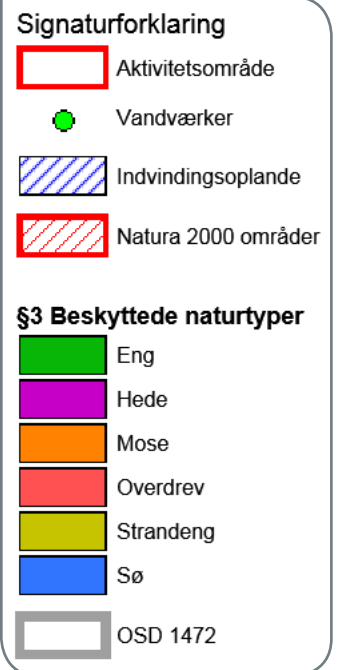 Signaturforklaring
Aktivitetsområde
Vandværker
Indvindingsoplande
Natura 2000 områder
§3 Beskyttede naturtyper
Eng
Hede
Mose
Overdrev
Strandeng
Sø
OSD 1472